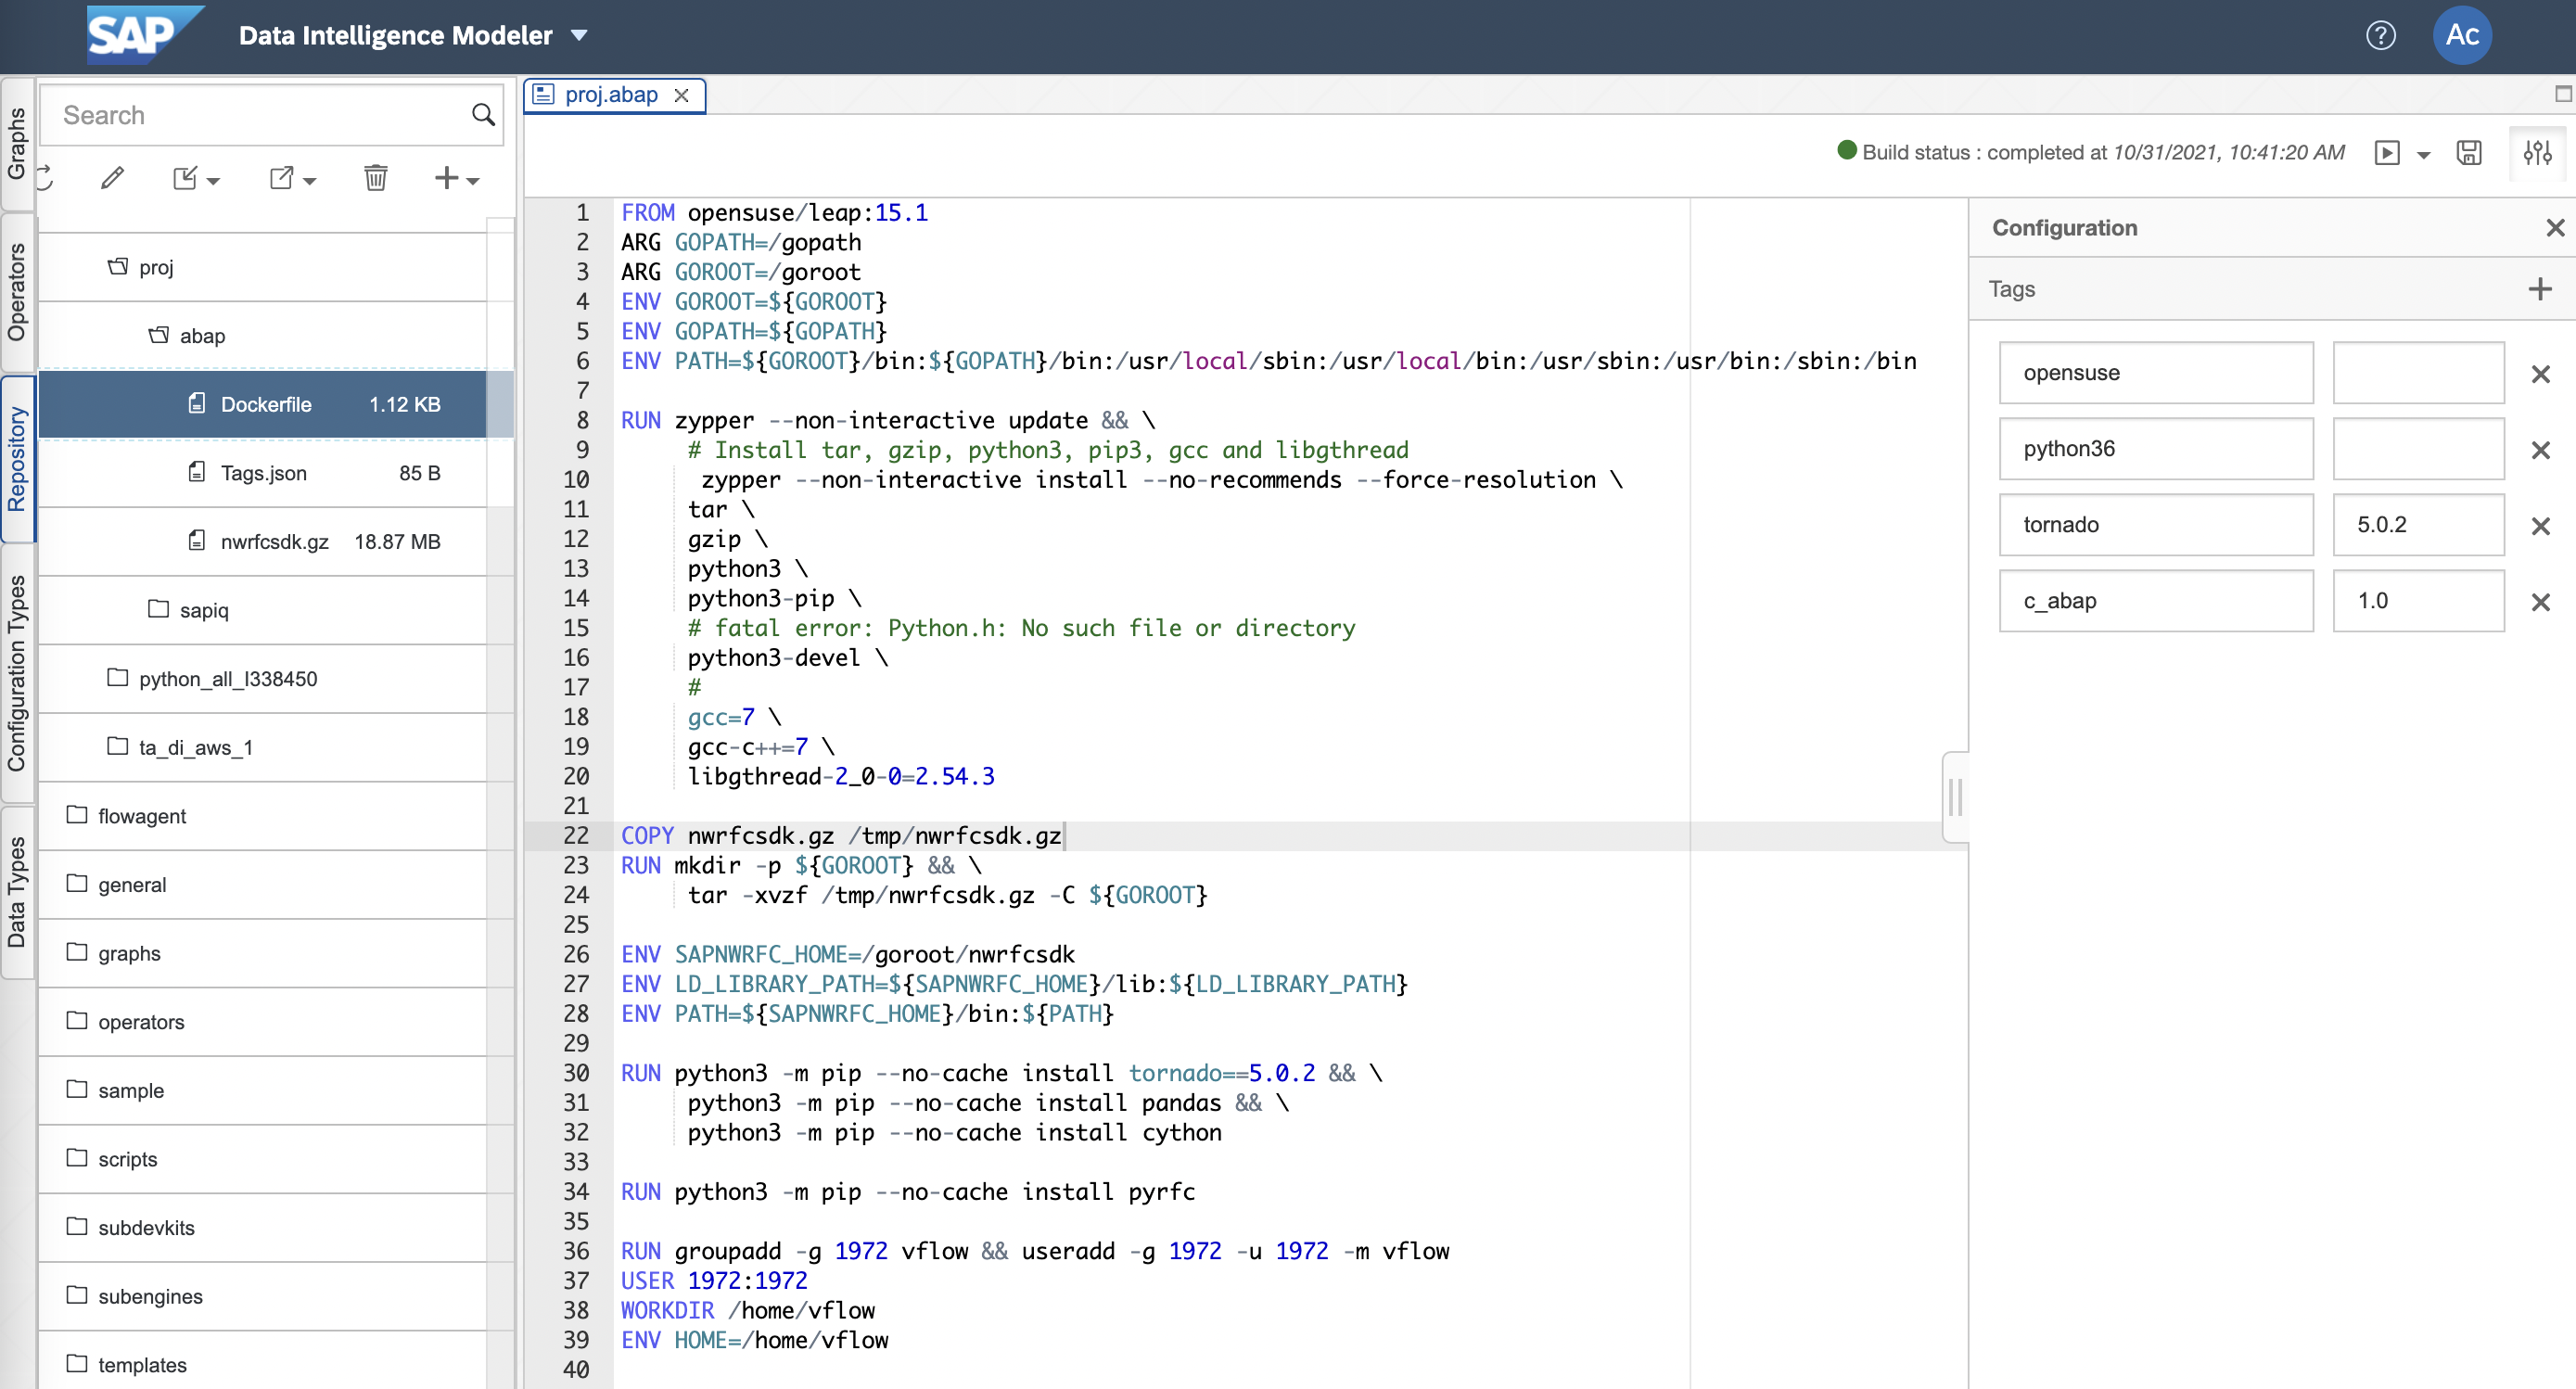 SAP
Data Intelligence Modeler
?
Ac
Graphs
Operators
Repository
Configuration Types
Data Types
Search
proj
abap
Dockerfile 1.12 KB
Tags.json 85 B
nwrfcsdk.gz 18.87 MB
sapiq
python_all_I338450
ta_di_aws_1
flowagent
general
graphs
operators
sample
scripts
subdevkits
subengines
templates
proj.abap
Build status : completed at 10/31/2021, 10:41:20 AM
1 FROM opensuse/leap:15.1
2 ARG GOPATH=/gopath
3 ARG GOROOT=/goroot
4 ENV GOROOT=${GOROOT}
5 ENV GOPATH=${GOPATH}
6 ENV PATH=${GOROOT}/bin:${GOPATH}/bin:/usr/local/sbin:/usr/local/bin:/usr/sbin:/usr/bin:/sbin:/bin
7
8 RUN zypper --non-interactive update && \
9 # Install tar, gzip, python3, pip3, gcc and libgthread
10 zypper --non-interactive install --no-recommends --force-resolution \
11 tar \
12 gzip \
13 python3 \
14 python3-pip \
15 # fatal error: Python.h: No such file or directory
16 python3-devel \
17 #
18 gcc=7 \
19 gcc-c++=7 \
20 libgthread-2_0-0=2.54.3
21
22 COPY nwrfcsdk.gz /tmp/nwrfcsdk.gz
23 RUN mkdir -p ${GOROOT} && \
24 tar -xvzf /tmp/nwrfcsdk.gz -C ${GOROOT}
25
26 ENV SAPNWRFC_HOME=/goroot/nwrfcsdk
27 ENV LD_LIBRARY_PATH=${SAPNWRFC_HOME}/lib:${LD_LIBRARY_PATH}
28 ENV PATH=${SAPNWRFC_HOME}/bin:${PATH}
29
30 RUN python3 -m pip --no-cache install tornado==5.0.2 && \
31 python3 -m pip --no-cache install pandas && \
32 python3 -m pip --no-cache install cython
33
34 RUN python3 -m pip --no-cache install pyrfc
35
36 RUN groupadd -g 1972 vflow && useradd -g 1972 -u 1972 -m vflow
37 USER 1972:1972
38 WORKDIR /home/vflow
39 ENV HOME=/home/vflow
40
Configuration
Tags
opensuse
python36
tornado 5.0.2
c_abap 1.0